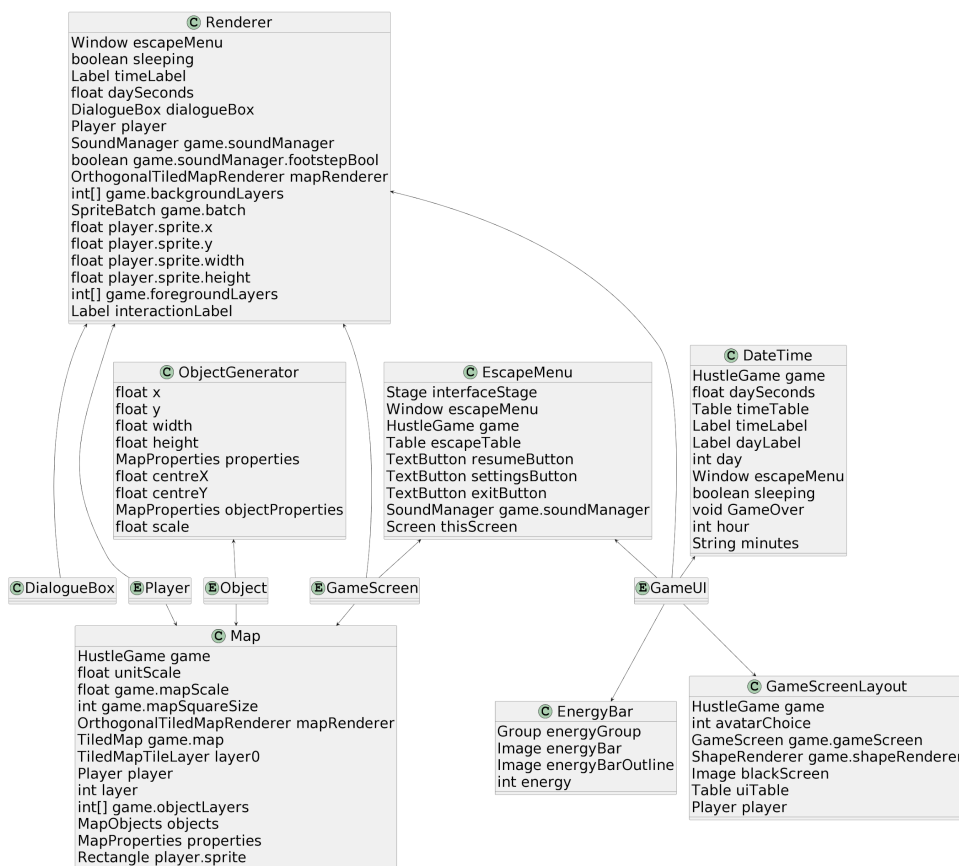 C Renderer
Window escapeMenu
boolean sleeping
Label timeLabel
float daySeconds
DialogueBox dialogueBox
Player player
SoundManager game.soundManager
boolean game.soundManager.footstepBool
OrthogonalTiledMapRenderer mapRenderer
int[] game.backgroundLayers
SpriteBatch game.batch
float player.sprite.x
float player.sprite.y
float player.sprite.width
float player.sprite.height
int[] game.foregroundLayers
Label interactionLabel
C ObjectGenerator
float x
float y
float width
float height
MapProperties properties
float centreX
float centreY
MapProperties objectProperties
float scale
C EscapeMenu
Stage interfaceStage
Window escapeMenu
HustleGame game
Table escapeTable
TextButton resumeButton
TextButton settingsButton
TextButton exitButton
SoundManager game.soundManager
Screen thisScreen
C DateTime
HustleGame game
float daySeconds
Table timeTable
Label timeLabel
Label dayLabel
int day
Window escapeMenu
boolean sleeping
void GameOver
int hour
String minutes
C DialogueBox
E Player
E Object
E GameScreen
E GameUI
C Map
HustleGame game
float unitScale
float game.mapScale
int game.mapSquareSize
OrthogonalTiledMapRenderer mapRenderer
TiledMap game.map
TiledMapTileLayer layer0
Player player
int layer
int[] game.objectLayers
MapObjects objects
MapProperties properties
Rectangle player.sprite
C EnergyBar
Group energyGroup
Image energyBar
Image energyBarOutline
int energy
C GameScreenLayout
HustleGame game
int avatarChoice
GameScreen game.gameScreen
ShapeRenderer game.shapeRenderer
Image blackScreen
Table uiTable
Player player